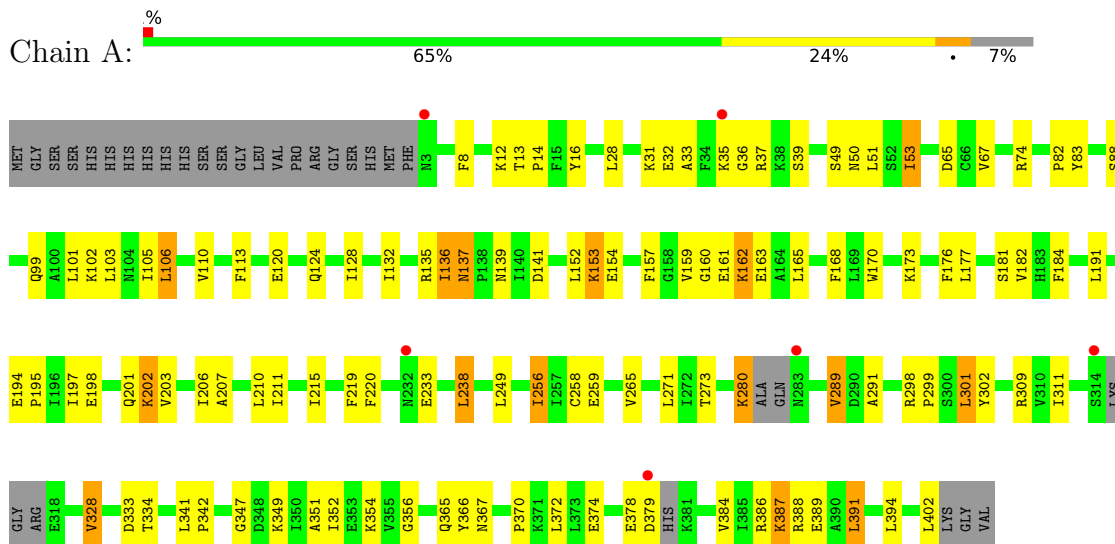 .%
Chain A:
65% 24% • 7%
MET GLY SER SER HIS HIS HIS HIS HIS HIS SER SER GLY LEU VAL PRO ARG GLY SER HIS MET PHE N3 F8 K12 T13 P14 F15 Y16 L28 K31 E32 A33 F34 K35 G36 R37 K38 S39 S49 N50 L51 S52 I53 D65 C66 V67 R74 P82 Y83 S88
Q99 A100 L101 K102 L103 N104 I105 L106 V110 F113 E120 Q124 I128 I132 R135 I136 N137 P138 N139 I140 D141 L152 K153 E154 F157 G158 V159 G160 E161 K162 E163 A164 L165 F168 L169 W170 K173 F176 L177 S181 V182 H183 F184 L191
E194 P195 I196 I197 E198 Q201 K202 V203 I206 A207 L210 I211 I215 F219 F220 N232 E233 L238 L249 I256 I257 C258 E259 V265 L271 I272 T273 K280 ALA GLN N283 V289 D290 A291 R298 P299 S300 L301 Y302 R309 V310 I311 S314 LYS
GLY ARG E318 V328 D333 T334 L341 P342 G347 D348 K349 I350 A351 I352 E353 K354 V355 G356 Q365 Y366 N367 P370 K371 L372 L373 E374 E378 D379 HIS K381 V384 I385 R386 K387 R388 E389 A390 L391 L394 L402 LYS GLY VAL